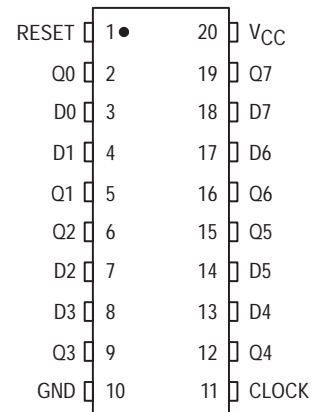 RESET 1 20 VCC
Q0 2 19 Q7
D0 3 18 D7
D1 4 17 D6
Q1 5 16 Q6
Q2 6 15 Q5
D2 7 14 D5
D3 8 13 D4
Q3 9 12 Q4
GND 10 11 CLOCK